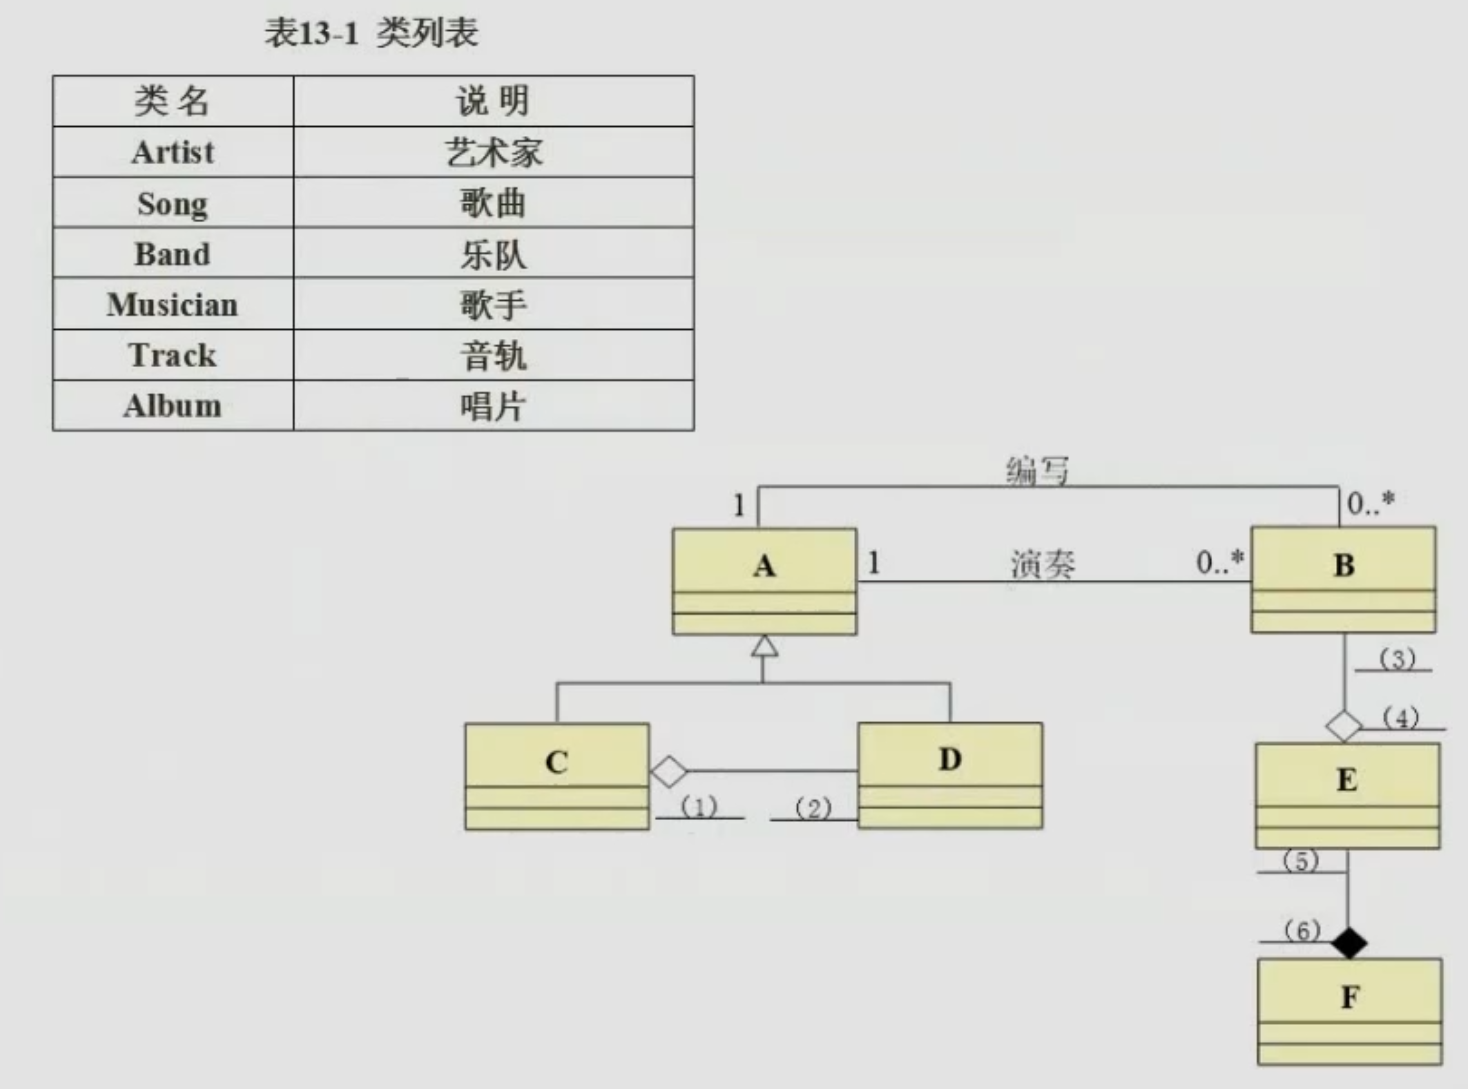 表13-1 类列表
类 名 说 明
Artist 艺术家
Song 歌曲
Band 乐队
Musician 歌手
Track 音轨
Album 唱片
编写
1 0..*
A 1 演奏 0..* B
(3)
(4)
C D E
(1) (2)
(5)
(6)
F